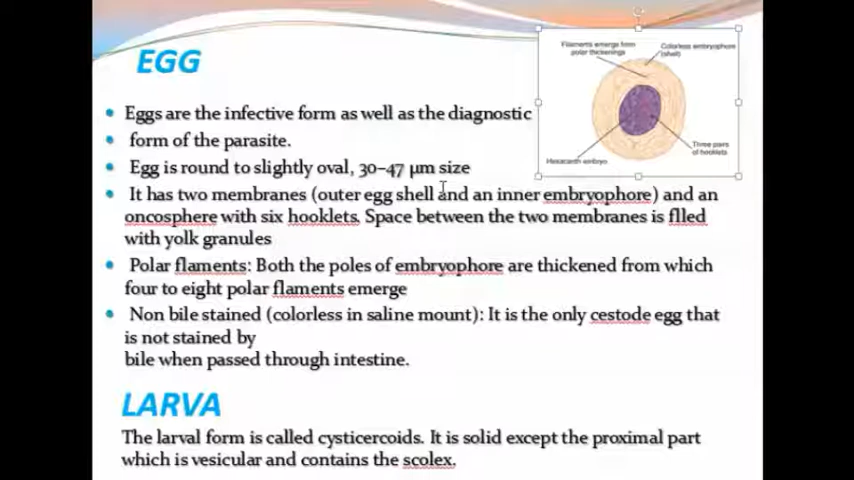 EGG
Filaments emerge from
polar thickenings
Colorless embryophore
(shell)
Three pairs
of hooklets
Hexacanth embryo
Eggs are the infective form as well as the diagnostic
form of the parasite.
Egg is round to slightly oval, 30–47 µm size
It has two membranes (outer egg shell and an inner embryophore) and an
oncosphere with six hooklets. Space between the two membranes is flled
with yolk granules
Polar flaments: Both the poles of embryophore are thickened from which
four to eight polar flaments emerge
Non bile stained (colorless in saline mount): It is the only cestode egg that
is not stained by
bile when passed through intestine.
LARVA
The larval form is called cysticercoids. It is solid except the proximal part
which is vesicular and contains the scolex.